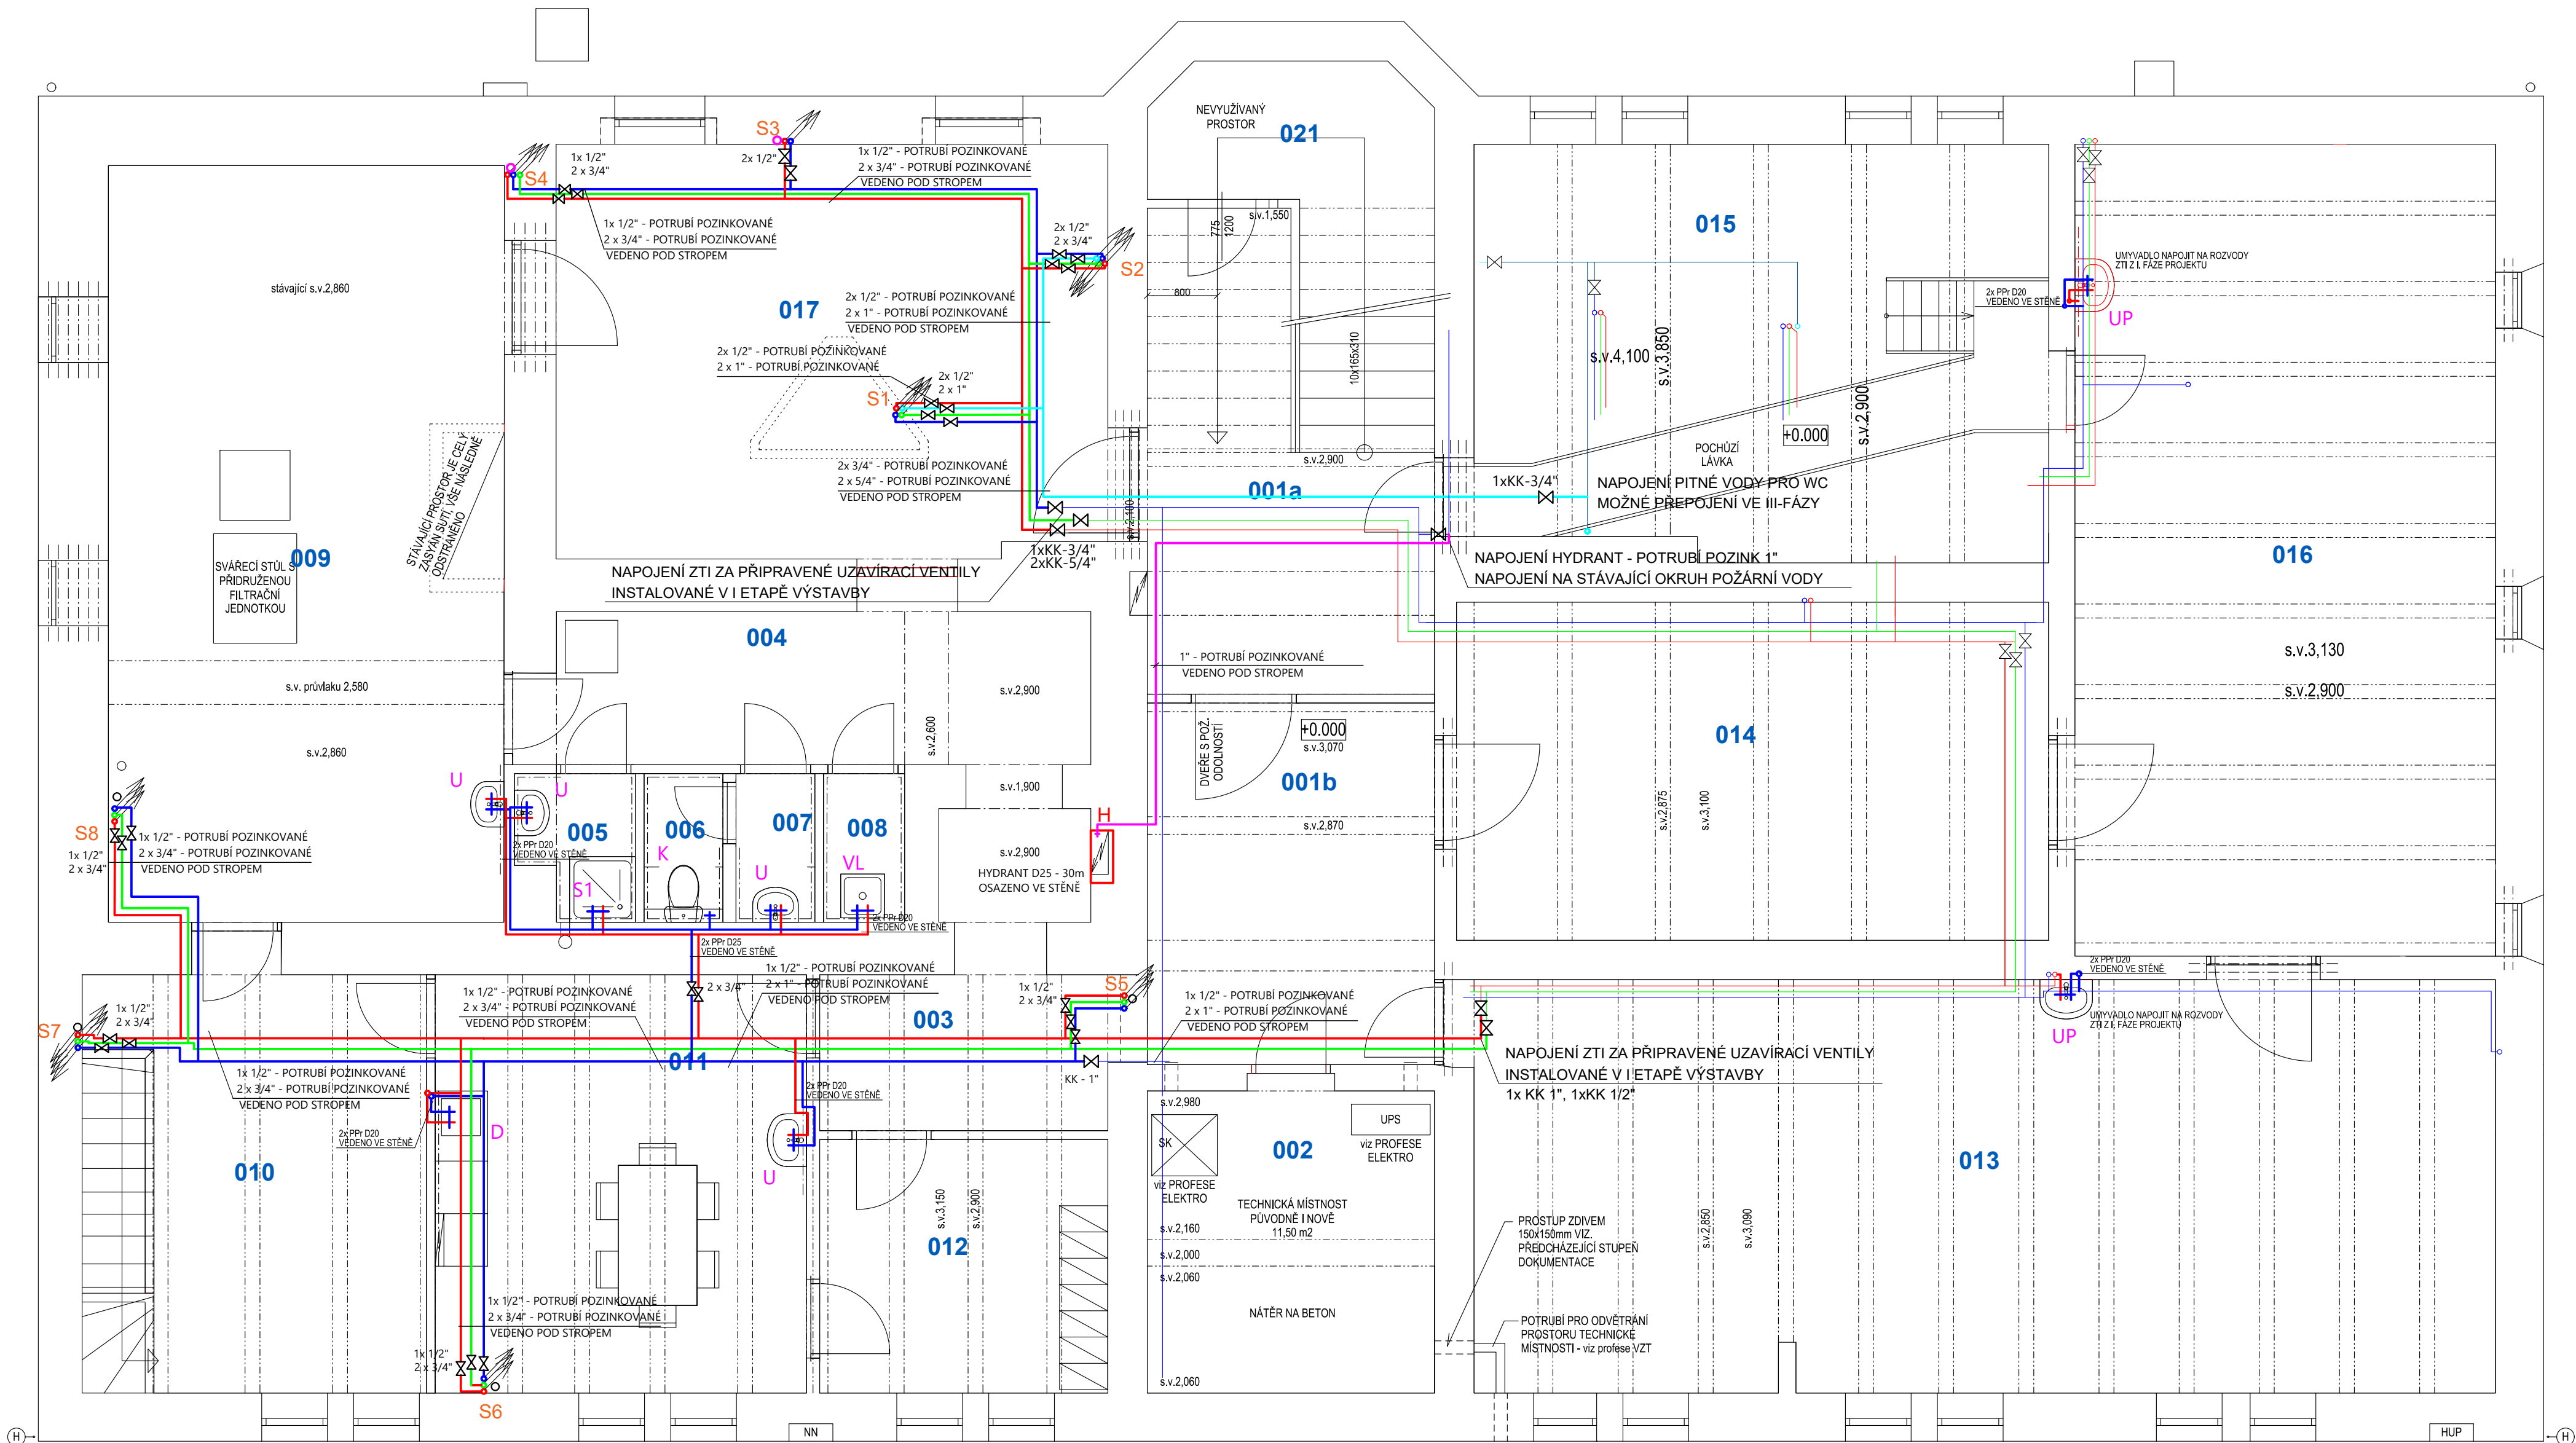 NEVYUŽÍVANÝ
PROSTOR
021
S3
2x 1/2"
1x 1/2" - POTRUBÍ POZINKOVANÉ
2 x 3/4" - POTRUBÍ POZINKOVANÉ
VEDENO POD STROPEM
S4
1x 1/2"
2 x 3/4"
1x 1/2" - POTRUBÍ POZINKOVANÉ
2 x 3/4" - POTRUBÍ POZINKOVANÉ
VEDENO POD STROPEM
2x 1/2"
2 x 3/4"
S2
775
1200
s.v.1,550
800
10x165x310
015
stávající s.v.2,860
017
2x 1/2" - POTRUBÍ POZINKOVANÉ
2 x 1" - POTRUBÍ POZINKOVANÉ
VEDENO POD STROPEM
2x 1/2" - POTRUBÍ POZINKOVANÉ
2 x 1" - POTRUBÍ POZINKOVANÉ
2x 1/2"
2 x 1"
S1
UMYVADLO NAPOJIT NA ROZVODY
ZTI Z I. FÁZE PROJEKTU
2x PPr D20
VEDENO VE STĚNĚ
UP
s.v.4,100
s.v.3,850
s.v.2,900
+0.000
POCHŮZÍ
LÁVKA
2x 3/4" - POTRUBÍ POZINKOVANÉ
2 x 5/4" - POTRUBÍ POZINKOVANÉ
VEDENO POD STROPEM
s.v.2,900
001a
s.v.2,100
1xKK-3/4"
NAPOJENÍ PITNÉ VODY PRO WC
MOŽNÉ PŘEPOJENÍ VE III-FÁZY
STÁVAJÍCÍ PROSTOR JE CELÝ
ZASYÁN SUTÍ, VŠE NÁSLEDNĚ
ODSTRÁNĚNO
009
SVÁŘECÍ STŮL S
PŘIDRUŽENOU
FILTRAČNÍ
JEDNOTKOU
1xKK-3/4"
2xKK-5/4"
NAPOJENÍ ZTI ZA PŘIPRAVENÉ UZAVÍRACÍ VENTILY
INSTALOVANÉ V I ETAPĚ VÝSTAVBY
NAPOJENÍ HYDRANT - POTRUBÍ POZINK 1"
NAPOJENÍ NA STÁVAJÍCÍ OKRUH POŽÁRNÍ VODY
016
004
1" - POTRUBÍ POZINKOVANÉ
VEDENO POD STROPEM
s.v.3,130
s.v.2,900
s.v. průvlaku 2,580
s.v.2,900
s.v.2,600
s.v.2,860
DVEŘE S POŽ.
ODOLNOSTÍ
+0.000
s.v.3,070
001b
014
U
U
s.v.1,900
s.v.2,875
s.v.3,100
H
s.v.2,870
S8
1x 1/2" - POTRUBÍ POZINKOVANÉ
2 x 3/4" - POTRUBÍ POZINKOVANÉ
VEDENO POD STROPEM
1x 1/2"
2 x 3/4"
005
006
007
008
2x PPr D20
VEDENO VE STĚNĚ
K
U
VL
S1
s.v.2,900
HYDRANT D25 - 30m
OSAZENO VE STĚNĚ
2x PPr D20
VEDENO VE STĚNĚ
2x PPr D25
VEDENO VE STĚNĚ
1x 1/2" - POTRUBÍ POZINKOVANÉ
2 x 1" - POTRUBÍ POZINKOVANÉ
VEDENO POD STROPEM
1x 1/2" - POTRUBÍ POZINKOVANÉ
2 x 3/4" - POTRUBÍ POZINKOVANÉ
VEDENO POD STROPEM
2 x 3/4"
1x 1/2"
2 x 3/4"
S5
1x 1/2" - POTRUBÍ POZINKOVANÉ
2 x 1" - POTRUBÍ POZINKOVANÉ
VEDENO POD STROPEM
2x PPr D20
VEDENO VE STĚNĚ
UMYVADLO NAPOJIT NA ROZVODY
ZTI Z I. FÁZE PROJEKTU
UP
S7
1x 1/2"
2 x 3/4"
003
011
1x 1/2" - POTRUBÍ POZINKOVANÉ
2 x 3/4" - POTRUBÍ POZINKOVANÉ
VEDENO POD STROPEM
KK - 1"
2x PPr D20
VEDENO VE STĚNĚ
NAPOJENÍ ZTI ZA PŘIPRAVENÉ UZAVÍRACÍ VENTILY
INSTALOVANÉ V I ETAPĚ VÝSTAVBY
1x KK 1", 1xKK 1/2"
2x PPr D20
VEDENO VE STĚNĚ
D
010
U
s.v.2,980
SK
viz PROFESE
ELEKTRO
002
UPS
viz PROFESE
ELEKTRO
013
s.v.3,150
s.v.2,900
012
TECHNICKÁ MÍSTNOST
PŮVODNĚ I NOVĚ
11,50 m2
s.v.2,160
s.v.2,000
s.v.2,060
PROSTUP ZDIVEM
150x150mm VIZ.
PŘEDCHÁZEJÍCÍ STUPEŇ
DOKUMENTACE
s.v.2,850
s.v.3,090
1x 1/2" - POTRUBÍ POZINKOVANÉ
2 x 3/4" - POTRUBÍ POZINKOVANÉ
VEDENO POD STROPEM
NÁTĚR NA BETON
POTRUBÍ PRO ODVĚTRÁNÍ
PROSTORU TECHNICKÉ
MÍSTNOSTI - viz profese VZT
1x 1/2"
2 x 3/4"
s.v.2,060
S6
H
NN
HUP
H